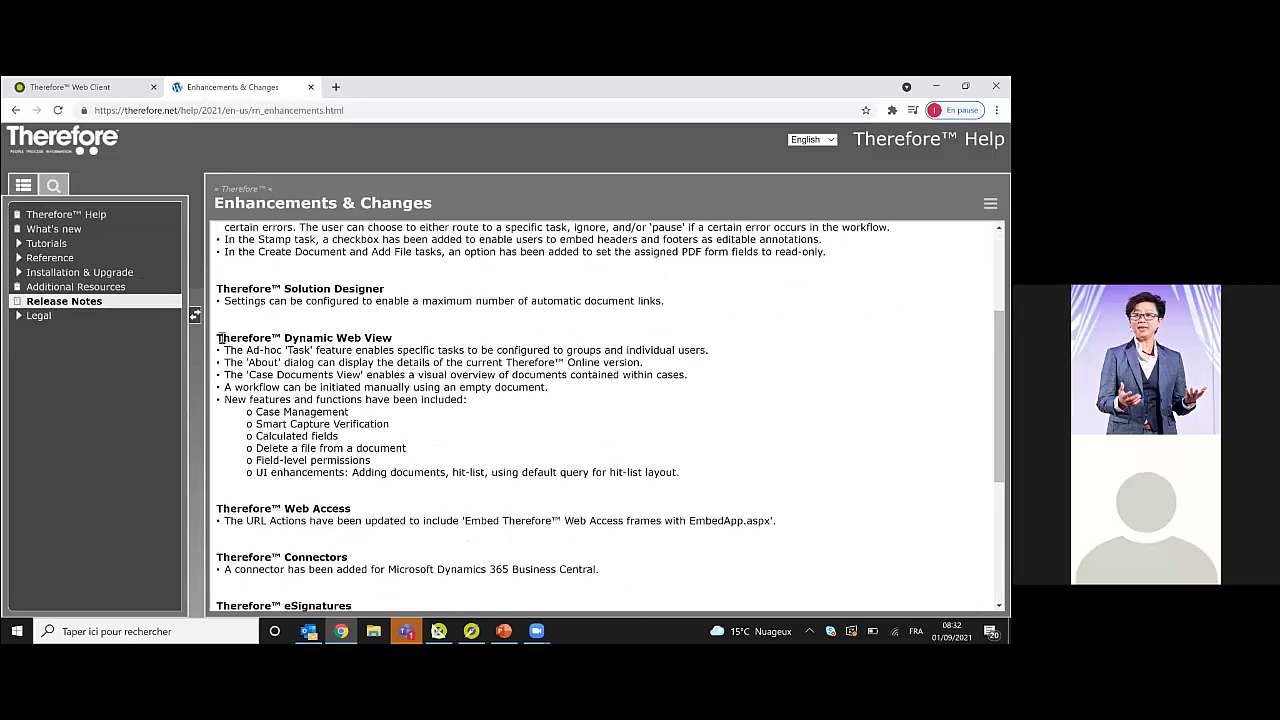 Therefore™ Web Client
Enhancements & Changes
https://therefore.net/help/2021/en-us/rn_enhancements.html
I
En pause
Therefore™
PEOPLE PROCESS INFORMATION
English
Therefore™ Help
» Therefore™ «
Enhancements & Changes
Therefore™ Help
What's new
Tutorials
Reference
Installation & Upgrade
Additional Resources
Release Notes
Legal
certain errors. The user can choose to either route to a specific task, ignore, and/or 'pause' if a certain error occurs in the workflow.
• In the Stamp task, a checkbox has been added to enable users to embed headers and footers as editable annotations.
• In the Create Document and Add File tasks, an option has been added to set the assigned PDF form fields to read-only.
Therefore™ Solution Designer
• Settings can be configured to enable a maximum number of automatic document links.
Therefore™ Dynamic Web View
• The Ad-hoc 'Task' feature enables specific tasks to be configured to groups and individual users.
• The 'About' dialog can display the details of the current Therefore™ Online version.
• The 'Case Documents View' enables a visual overview of documents contained within cases.
• A workflow can be initiated manually using an empty document.
• New features and functions have been included:
o Case Management
o Smart Capture Verification
o Calculated fields
o Delete a file from a document
o Field-level permissions
o UI enhancements: Adding documents, hit-list, using default query for hit-list layout.
Therefore™ Web Access
• The URL Actions have been updated to include 'Embed Therefore™ Web Access frames with EmbedApp.aspx'.
Therefore™ Connectors
• A connector has been added for Microsoft Dynamics 365 Business Central.
Therefore™ eSignatures
Taper ici pour rechercher
15°C Nuageux
FRA
08:32
01/09/2021
20